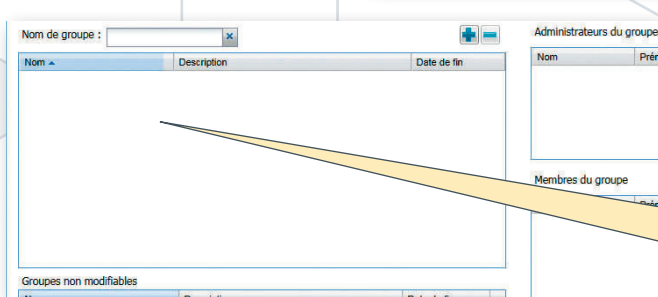 Nom de groupe :
Nom Description Date de fin
Groupes non modifiables
Administrateurs du groupe
Nom
Membres du groupe